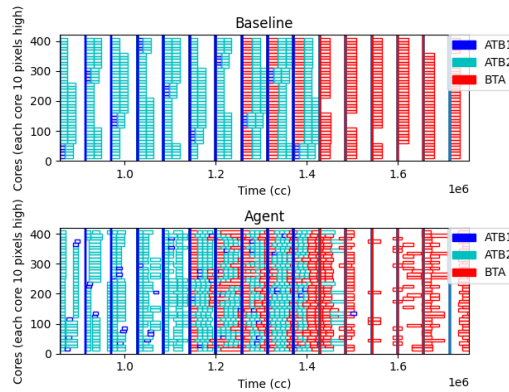 Baseline
Cores (each core 10 pixels high)
400
300
200
100
0
ATB1
ATB2
BTA
1.0
1.2
1.4
1.6
1e6
Time (cc)
Agent
Cores (each core 10 pixels high)
400
300
200
100
0
ATB1
ATB2
BTA
1.0
1.2
1.4
1.6
1e6
Time (cc)